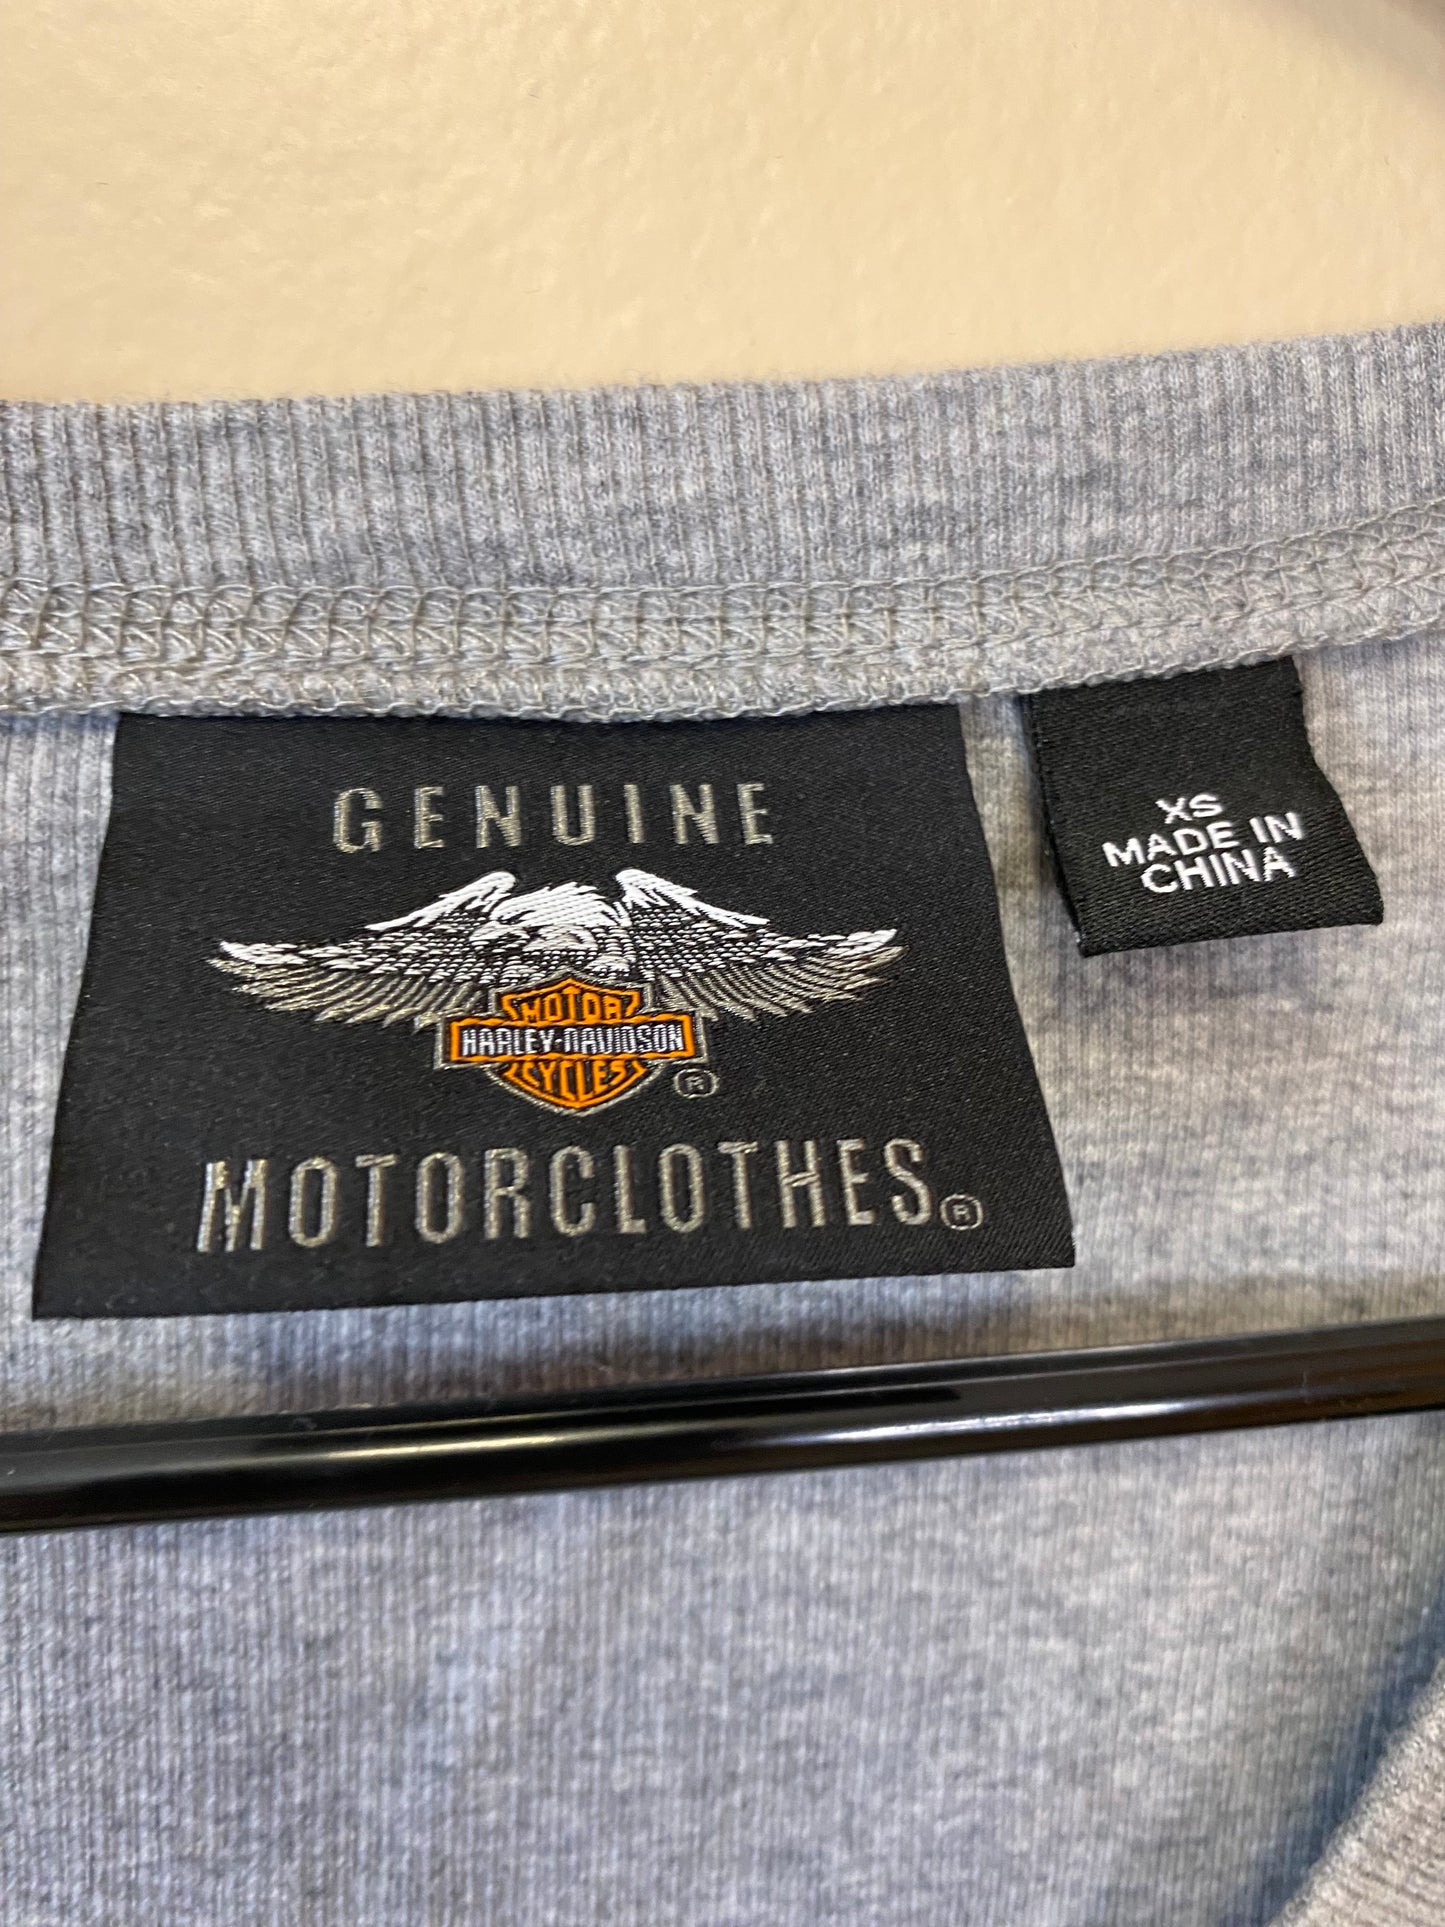 GENUINE
MOTOR
HARLEY-DAVIDSON
CYCLES
®
MOTORCLOTHES®
XS
MADE IN
CHINA